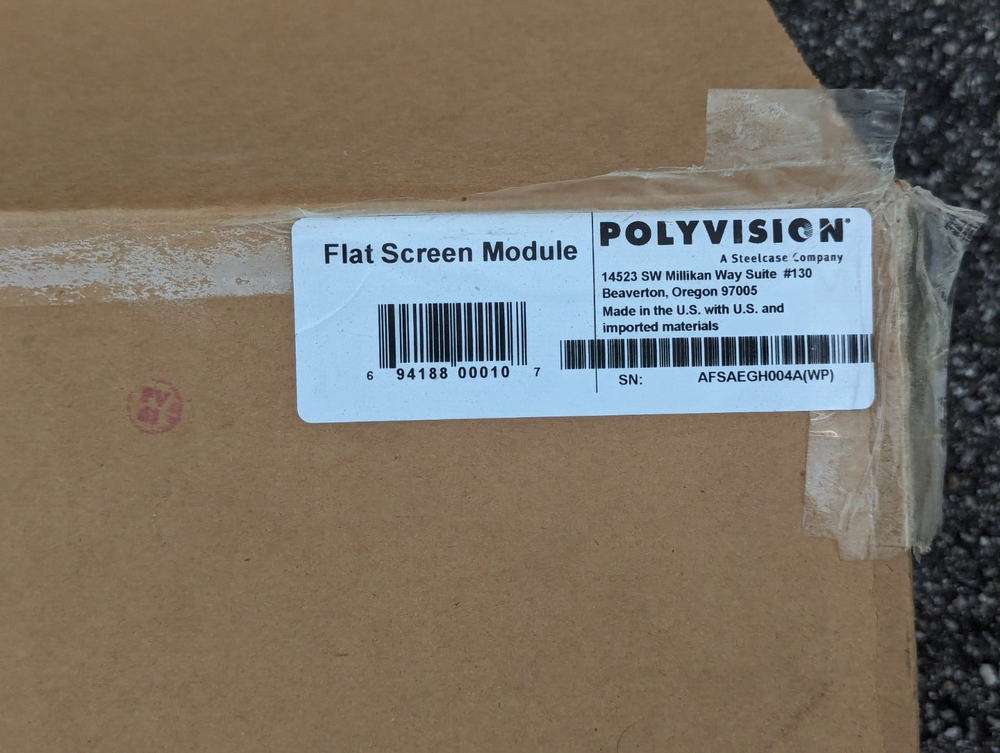 Flat Screen Module
6 94188 00010 7
POLYVISION
A Steelcase Company
14523 SW Millikan Way Suite #130
Beaverton, Oregon 97005
Made in the U.S. with U.S. and
imported materials
SN: AFSAEGH004A(WP)
PV